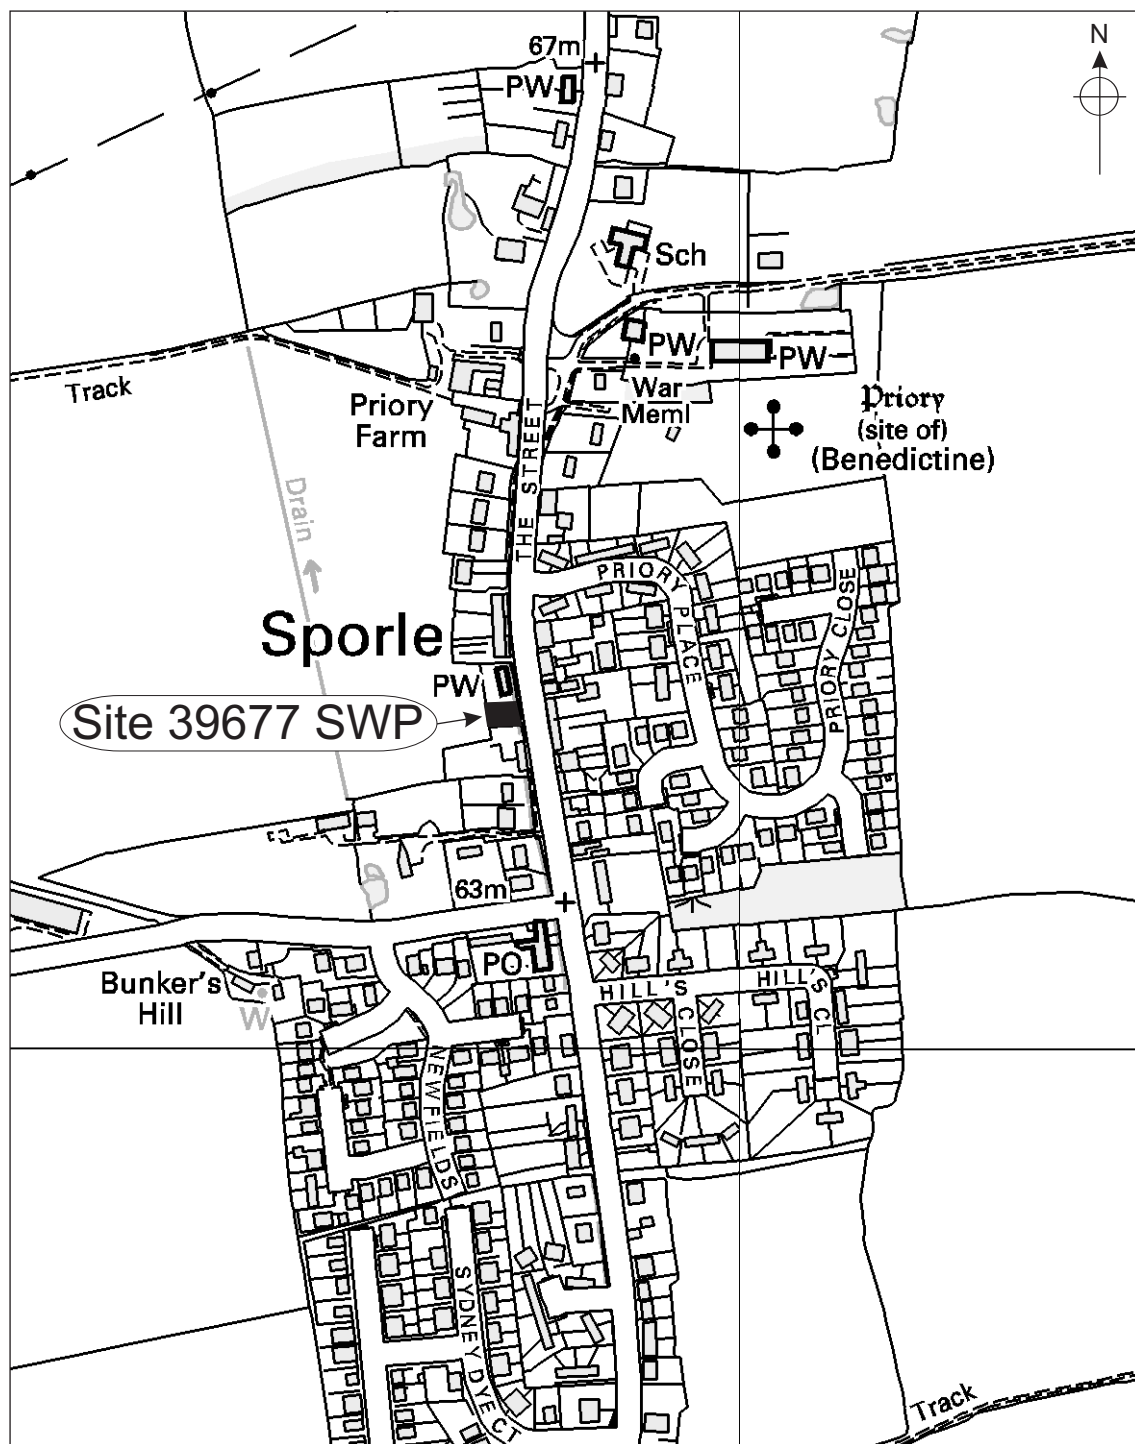 N
67m
PW
Sch
PW
PW
Track
War
Meml
Priory
Farm
Priory
(site of)
(Benedictine)
THE STREET
Drain
PRIORY PLACE
PRIORY CLOSE
Sporle
PW
Site 39677 SWP
63m
PO
Bunker's
Hill
W
HILL'S CLOSE
HILL'S CL
NEWFIELDS
SYDNEY DYE CT
Track